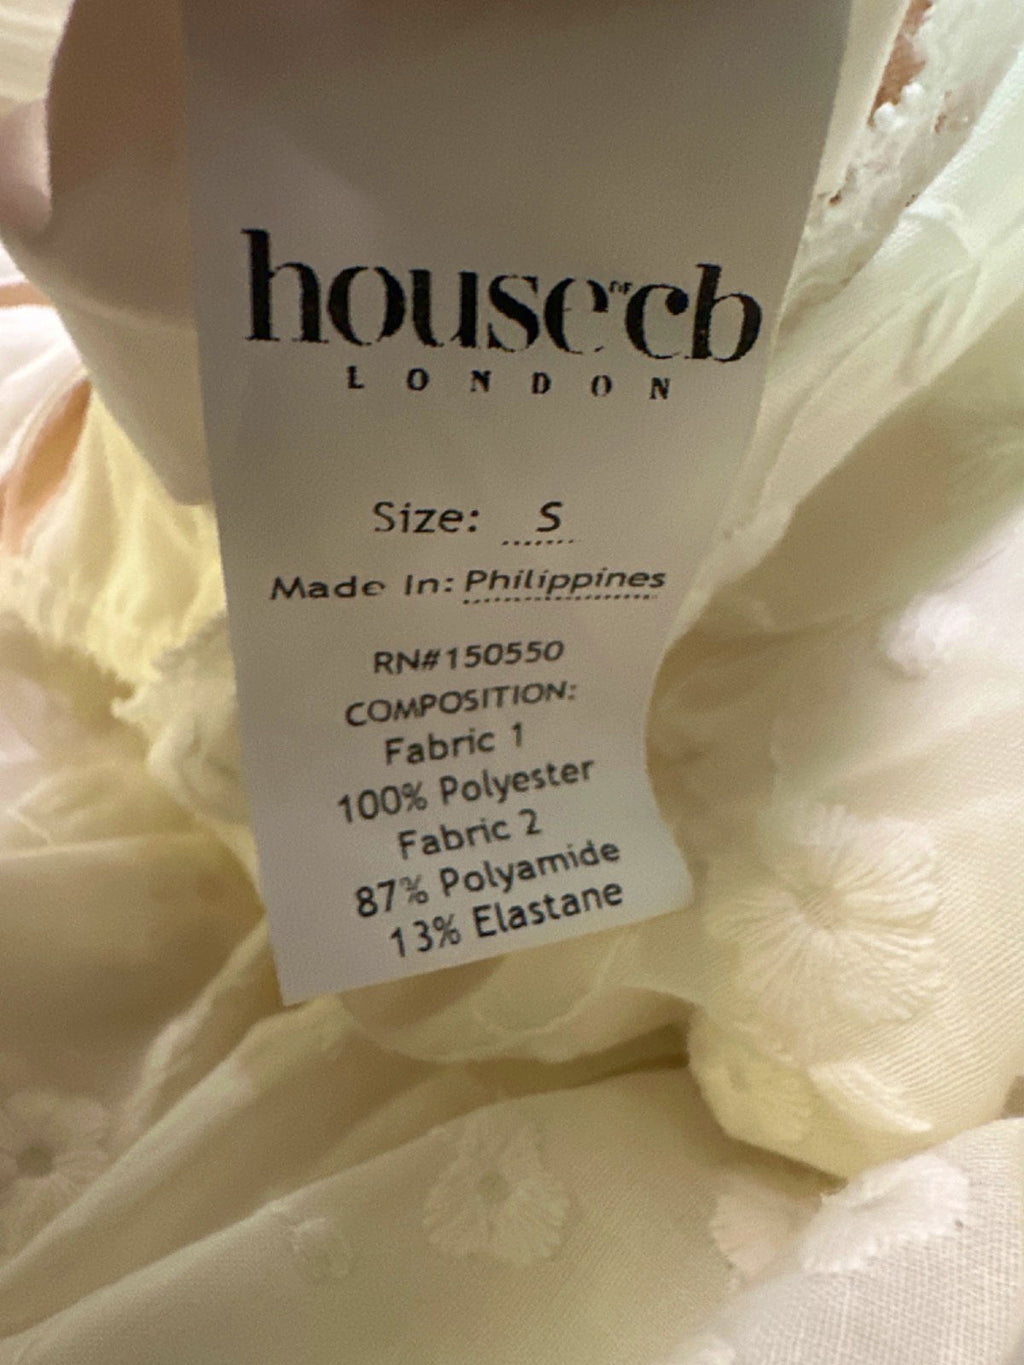 house OF cb
LONDON
Size: S
Made In: Philippines
RN#150550
COMPOSITION:
Fabric 1
100% Polyester
Fabric 2
87% Polyamide
13% Elastane